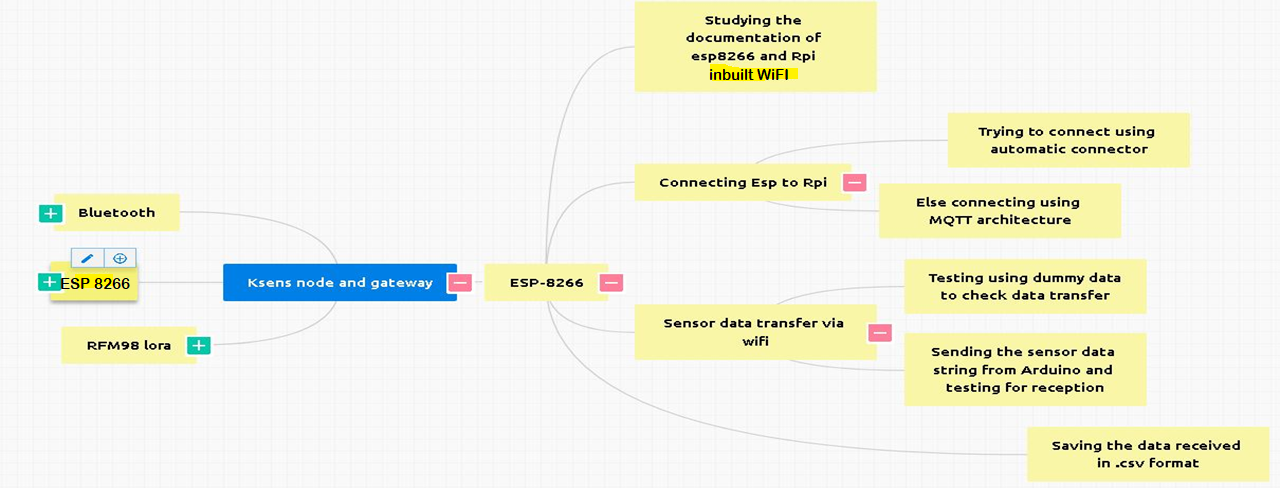 Studying the
documentation of
esp8266 and Rpi
inbuilt WiFI
Trying to connect using
automatic connector
Connecting Esp to Rpi
Else connecting using
MQTT architecture
Bluetooth
ESP 8266
Ksens node and gateway
ESP-8266
Testing using dummy data
to check data transfer
Sensor data transfer via
wifi
RFM98 lora
Sending the sensor data
string from Arduino and
testing for reception
Saving the data received
in .csv format